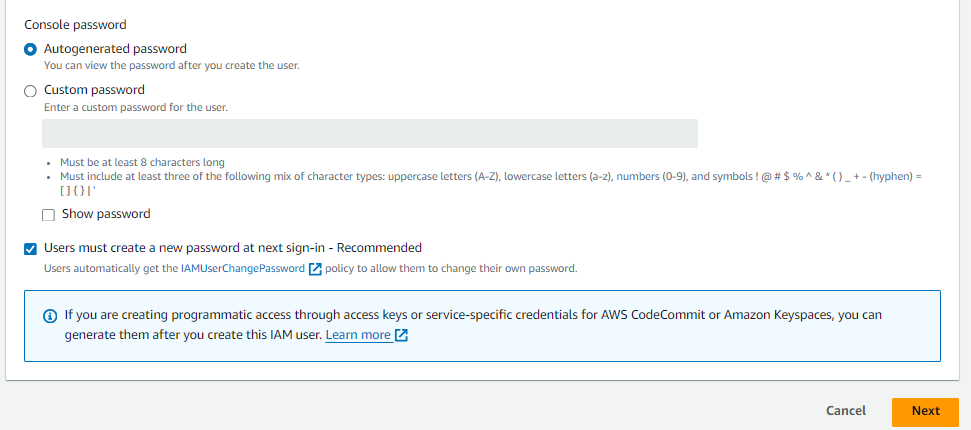 Console password
Autogenerated password
You can view the password after you create the user.
Custom password
Enter a custom password for the user.
• Must be at least 8 characters long
• Must include at least three of the following mix of character types: uppercase letters (A-Z), lowercase letters (a-z), numbers (0-9), and symbols ! @ # $ % ^ & * ( ) _ + - (hyphen) =
[ ] { } | '
Show password
Users must create a new password at next sign-in - Recommended
Users automatically get the IAMUserChangePassword policy to allow them to change their own password.
If you are creating programmatic access through access keys or service-specific credentials for AWS CodeCommit or Amazon Keyspaces, you can
generate them after you create this IAM user. Learn more
Cancel
Next